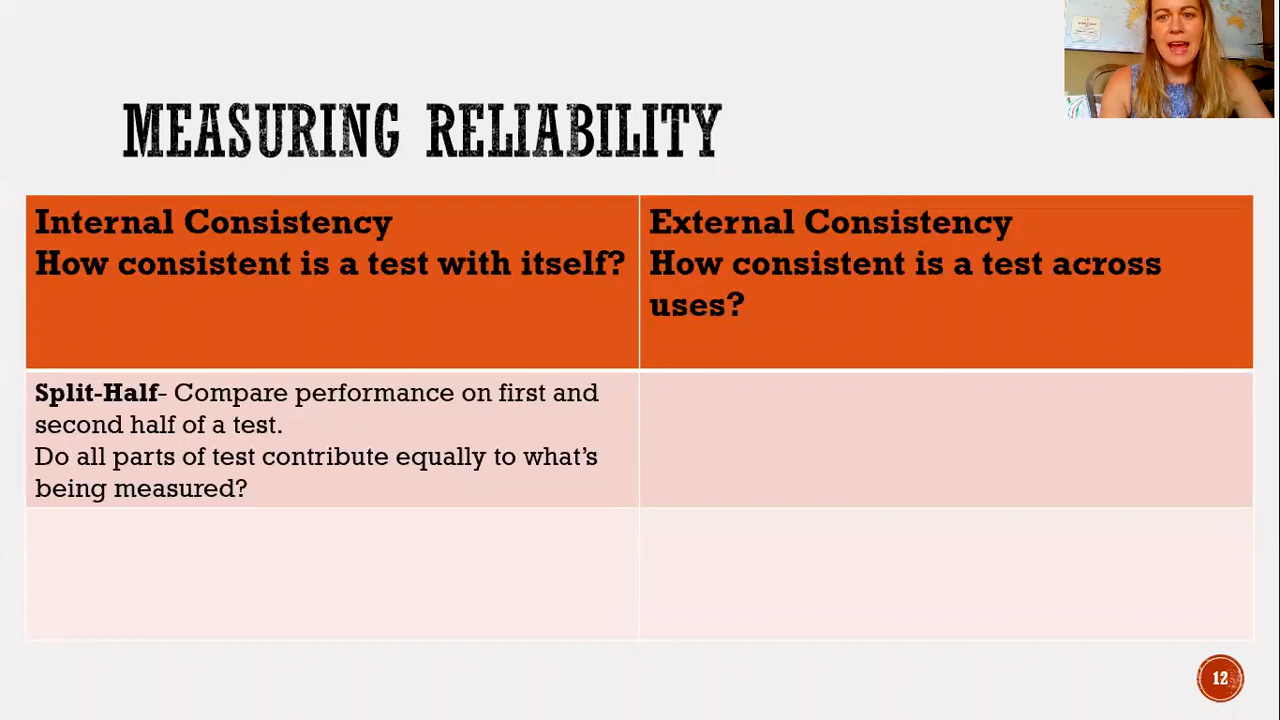 MEASURING RELIABILITY
Internal Consistency
How consistent is a test with itself?
External Consistency
How consistent is a test across
uses?
Split-Half- Compare performance on first and
second half of a test.
Do all parts of test contribute equally to what's
being measured?
12